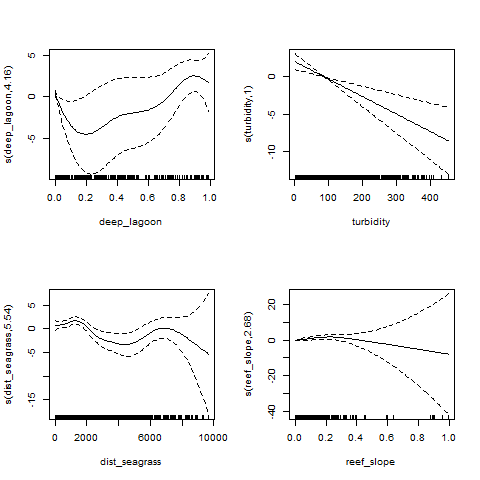 s(deep_lagoon,4.16)
5
0
-5
0.0 0.2 0.4 0.6 0.8 1.0
deep_lagoon
s(turbidity,1)
0
-5
-10
0 100 200 300 400
turbidity
s(dist_seagrass,5.54)
5
0
-5
-15
0 2000 6000 10000
dist_seagrass
s(reef_slope,2.68)
20
0
-20
-40
0.0 0.2 0.4 0.6 0.8 1.0
reef_slope